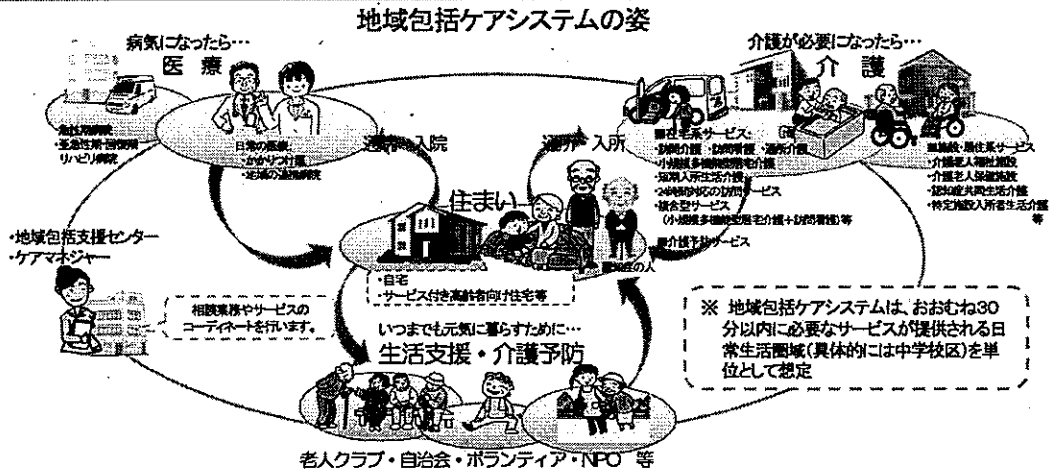 地域包括ケアシステムの姿
病気になったら…
医 療
・亜急性期・回復期
リハビリ病院
日常の医療:
・かかりつけ医
・地域の連携病院
通院・入院
介護が必要になったら…
介 護
通所・入所
■在宅系サービス:
・訪問介護 ・訪問看護 ・通所介護
・小規模多機能型居宅介護
・短期入所生活介護
・24時間対応の訪問サービス
・複合型サービス
(小規模多機能型居宅介護+訪問看護)等
■介護予防サービス
■施設・居住系サービス
・介護老人福祉施設
・介護老人保健施設
・認知症共同生活介護
・特定施設入所者生活介護
等
住まい
認知症の人
・自宅
・サービス付き高齢者向け住宅等
・地域包括支援センター
・ケアマネジャー
相談業務やサービスの
コーディネートを行います。
いつまでも元気に暮らすために…
生活支援・介護予防
老人クラブ・自治会・ボランティア・NPO 等
※ 地域包括ケアシステムは、おおむね30
分以内に必要なサービスが提供される日
常生活圏域(具体的には中学校区)を単
位として想定